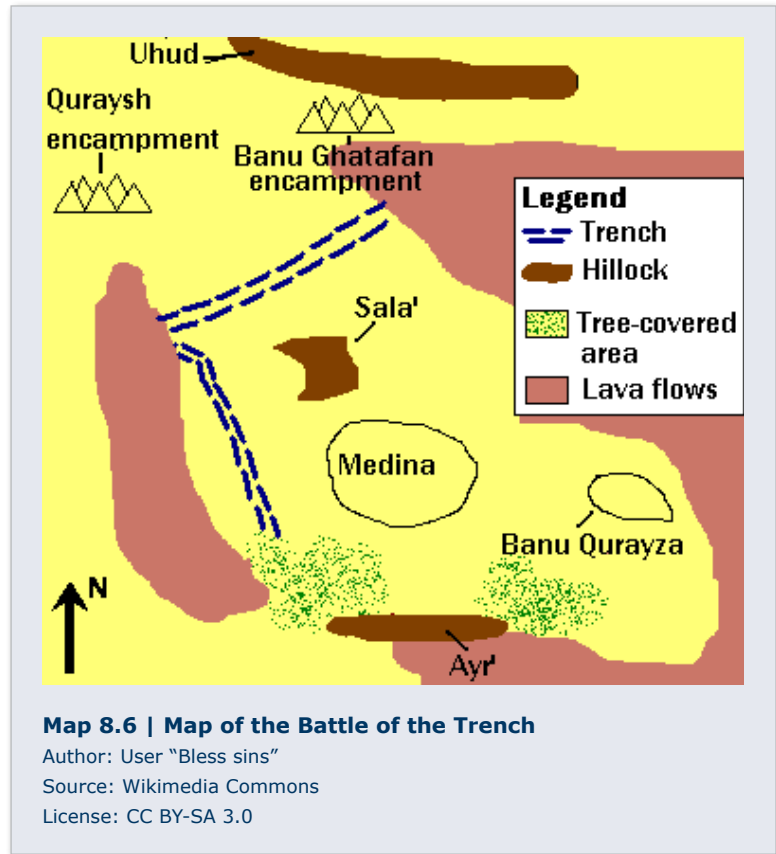 Uhud
Quraysh
encampment
Banu Ghatafan
encampment
Legend
Trench
Hillock
Tree-covered
area
Lava flows
Sala'
Medina
Banu Qurayza
Ayr'
N
Map 8.6 | Map of the Battle of the Trench
Author: User “Bless sins”
Source: Wikimedia Commons
License: CC BY-SA 3.0